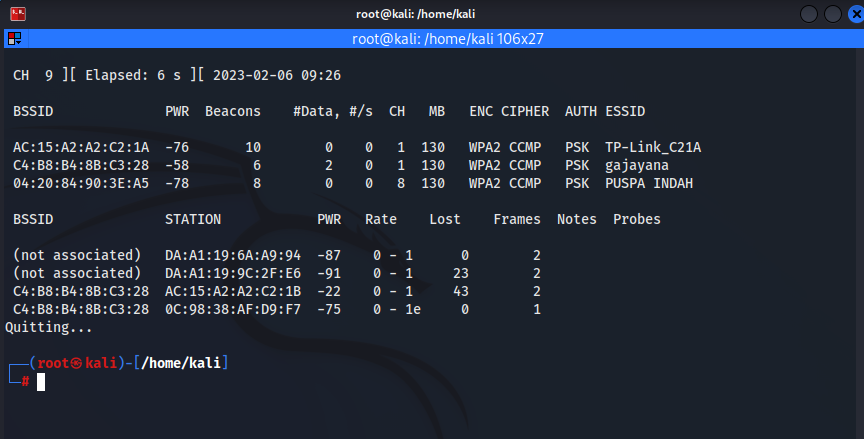 root@kali: /home/kali
root@kali: /home/kali 106x27
CH  9 ][ Elapsed: 6 s ][ 2023-02-06 09:26
BSSID              PWR  Beacons    #Data, #/s  CH   MB   ENC CIPHER  AUTH ESSID
AC:15:A2:A2:C2:1A  -76       10        0    0   1  130   WPA2 CCMP   PSK  TP-Link_C21A
C4:B8:B4:8B:C3:28  -58        6        2    0   1  130   WPA2 CCMP   PSK  gajayana
04:20:84:90:3E:A5  -78        8        0    0   8  130   WPA2 CCMP   PSK  PUSPA INDAH
BSSID              STATION            PWR   Rate    Lost    Frames  Notes  Probes
(not associated)   DA:A1:19:6A:A9:94  -87    0 - 1      0        2
(not associated)   DA:A1:19:9C:2F:E6  -91    0 - 1     23        2
C4:B8:B4:8B:C3:28  AC:15:A2:A2:C2:1B  -22    0 - 1     43        2
C4:B8:B4:8B:C3:28  0C:98:38:AF:D9:F7  -75    0 - 1e     0        1
Quitting...
┌──(root㉿kali)-[/home/kali]
└─#